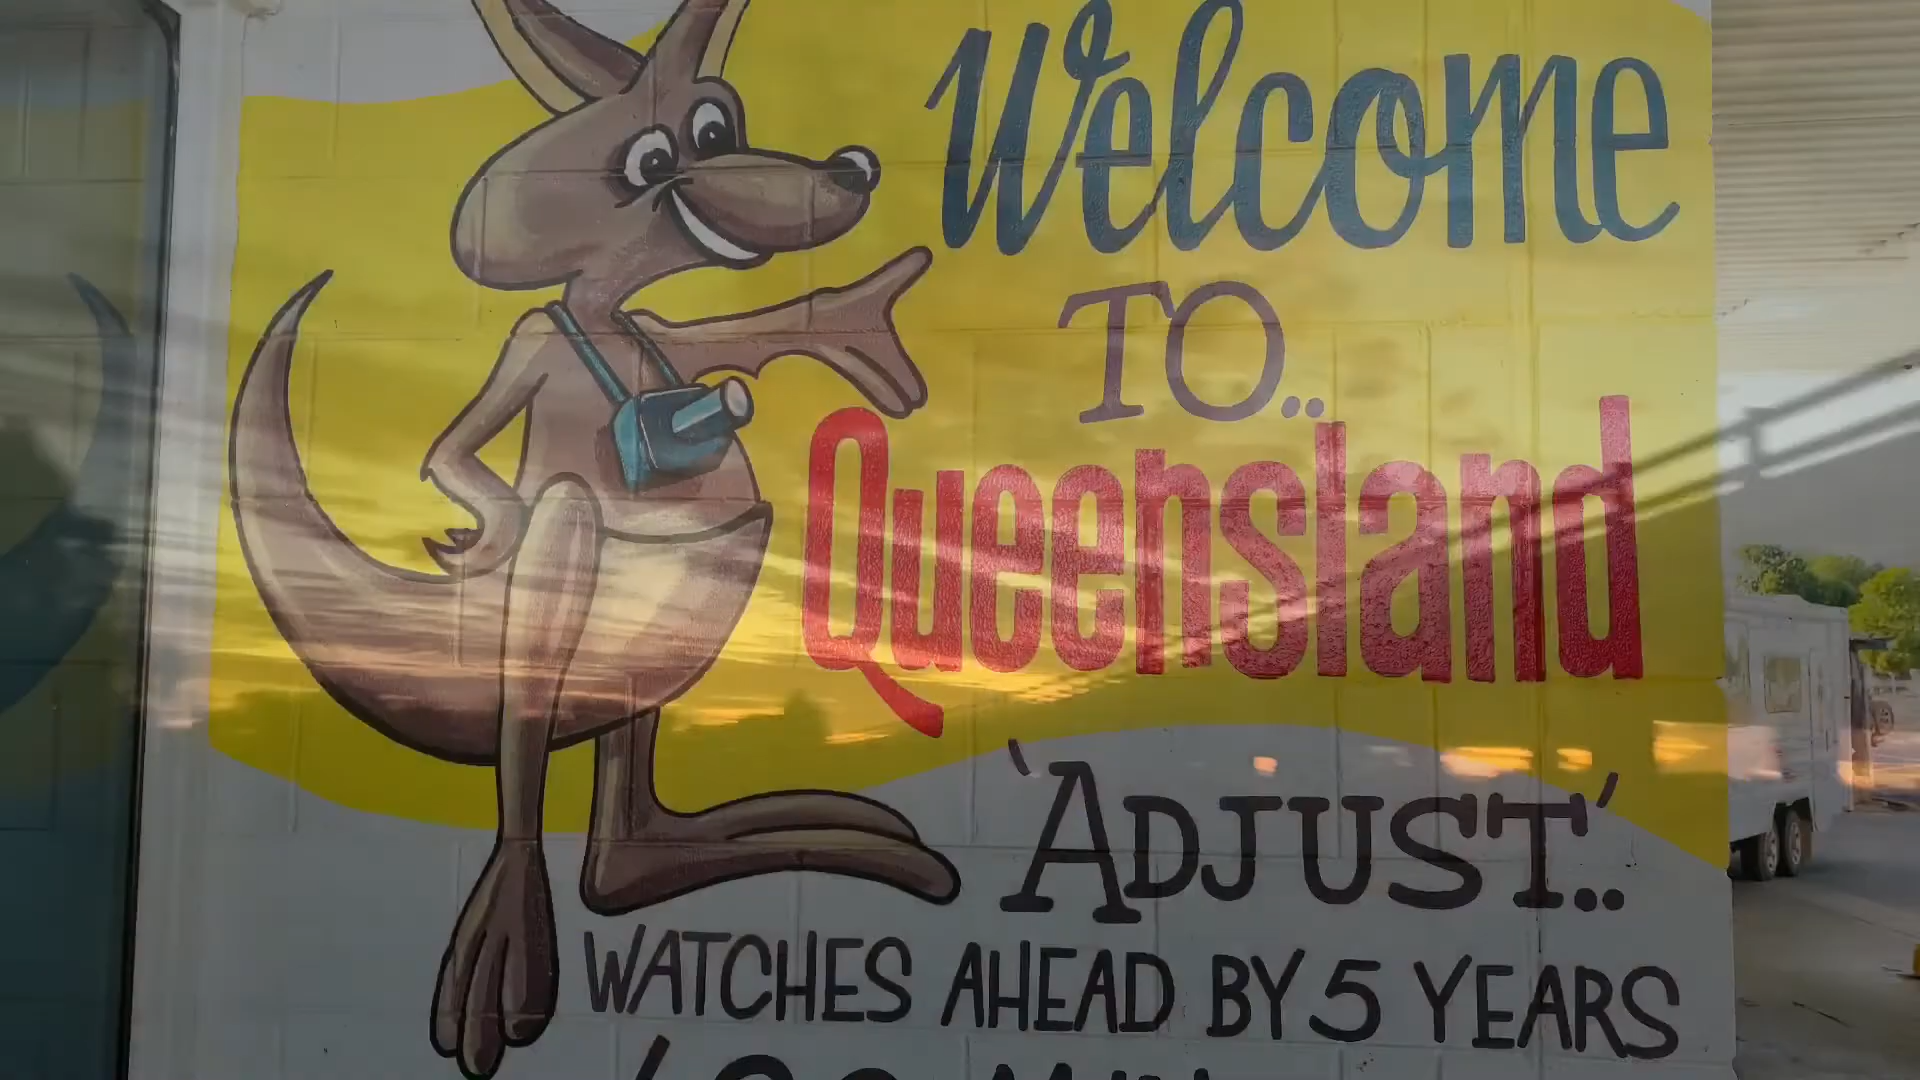 Welcome
TO..
Queensland
'ADJUST'..
WATCHES AHEAD BY 5 YEARS